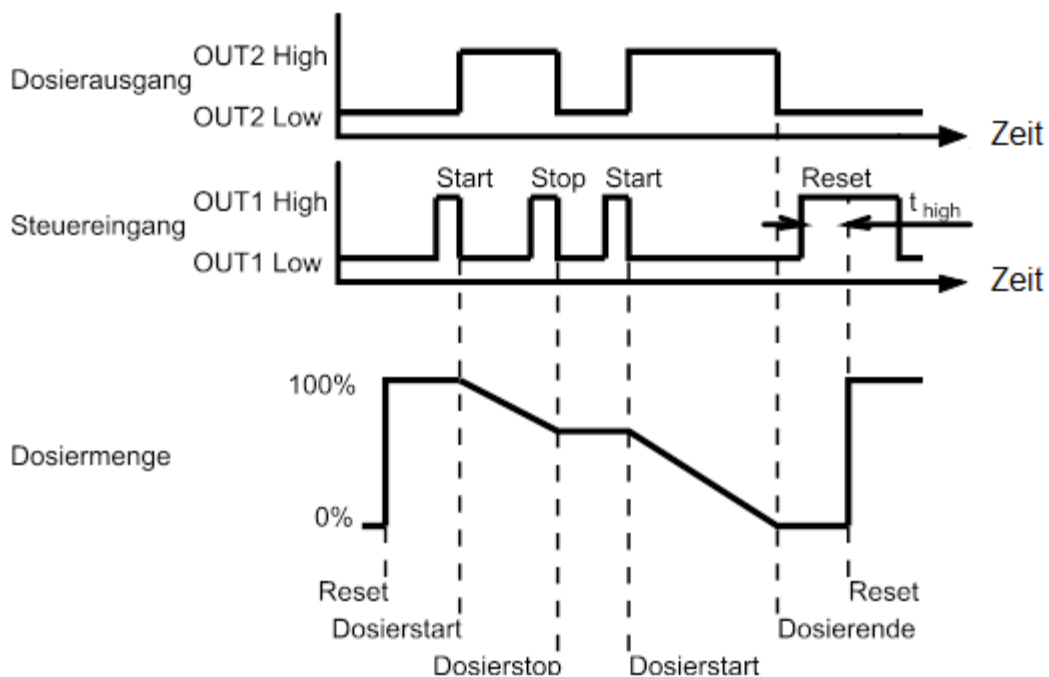 OUT2 High
Dosierausgang
OUT2 Low
Zeit
Start Stop Start Reset
OUT1 High
t high
Steuereingang
OUT1 Low
Zeit
100%
Dosiermenge
0%
Reset Reset
Dosierstart Dosierende
Dosierstop Dosierstart